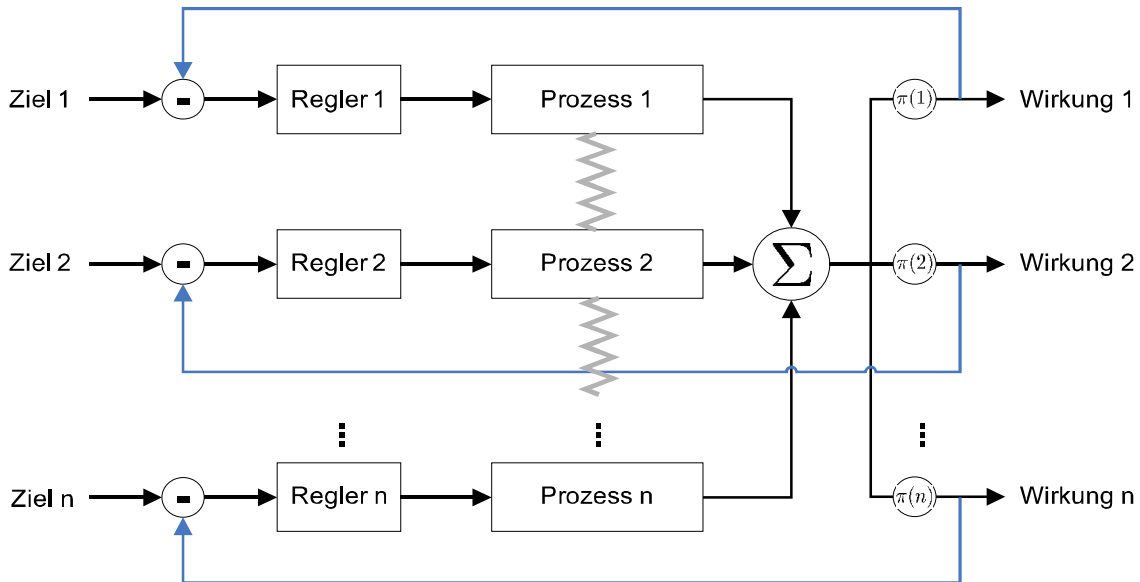 Ziel 1 - Regler 1 Prozess 1 π(1) Wirkung 1
Ziel 2 - Regler 2 Prozess 2 Σ π(2) Wirkung 2
⋮ ⋮ ⋮
Ziel n - Regler n Prozess n π(n) Wirkung n